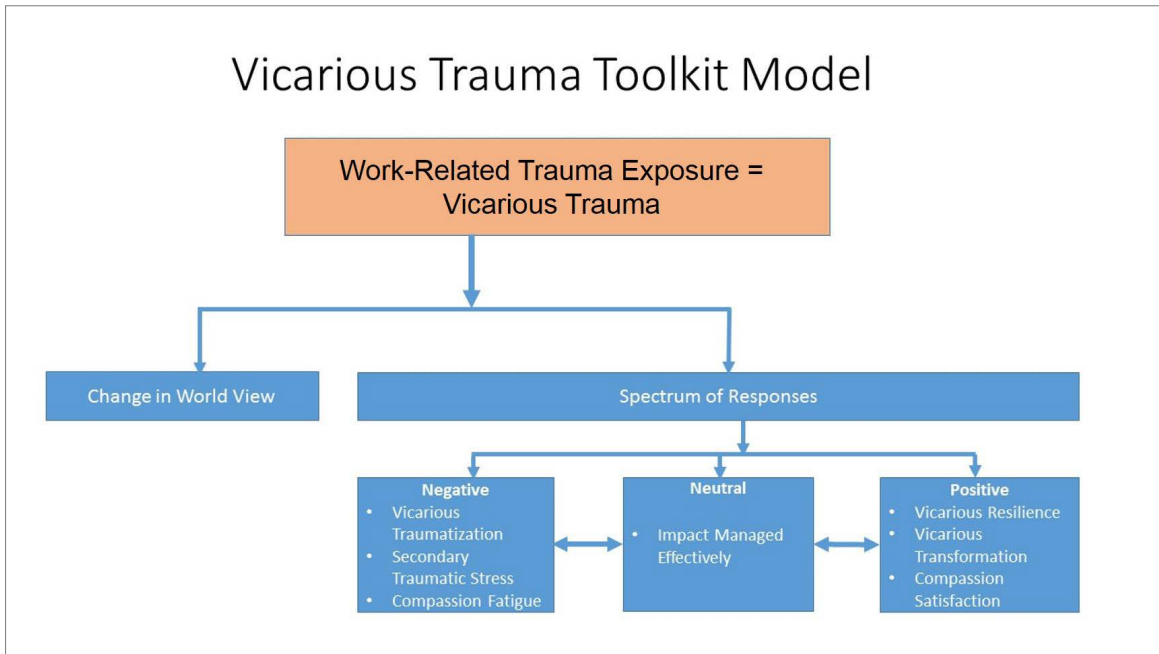 Vicarious Trauma Toolkit Model
Work-Related Trauma Exposure =
Vicarious Trauma
Change in World View
Spectrum of Responses
Negative
• Vicarious
Traumatization
• Secondary
Traumatic Stress
• Compassion Fatigue
Neutral
• Impact Managed
Effectively
Positive
• Vicarious Resilience
• Vicarious
Transformation
• Compassion
Satisfaction